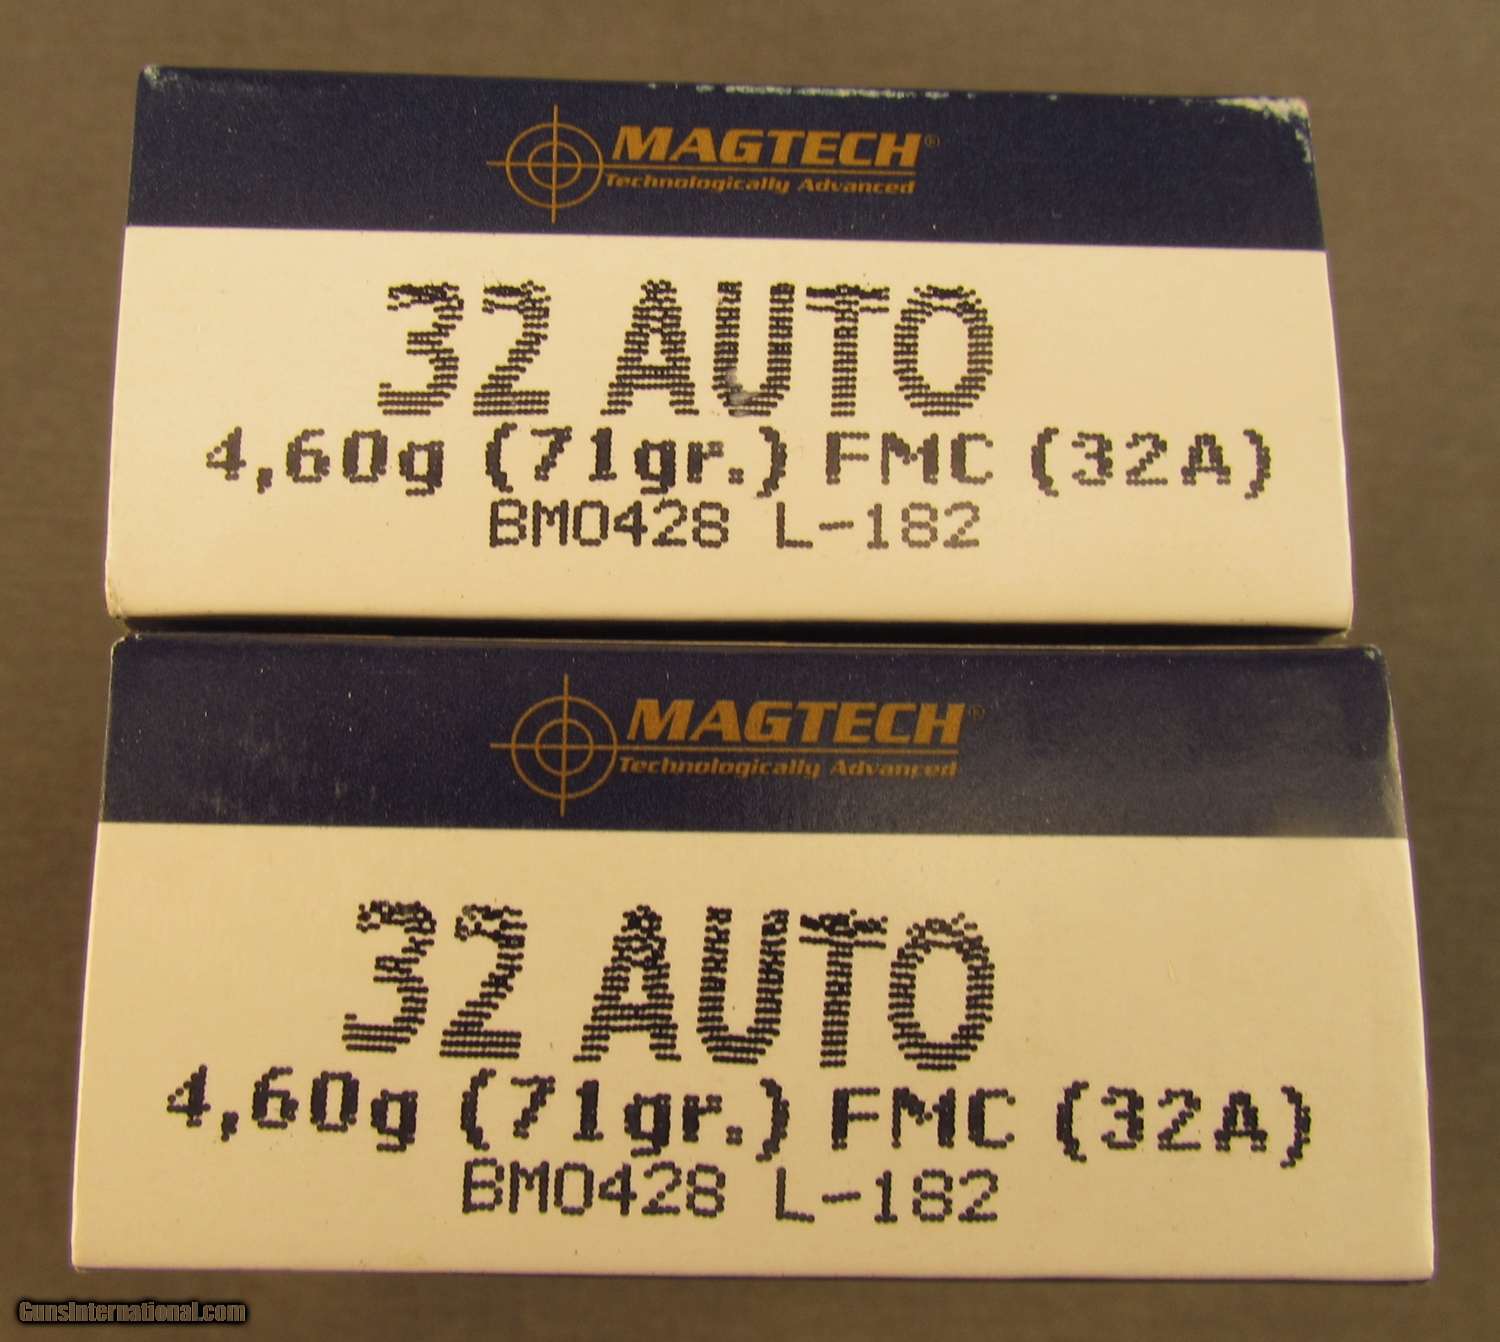 MAGTECH®
Technologically Advanced
32 AUTO
4,60g (71gr.) FMC (32A)
BM0428 L-182
MAGTECH®
Technologically Advanced
32 AUTO
4,60g (71gr.) FMC (32A)
BM0428 L-182
GunsInternational.com